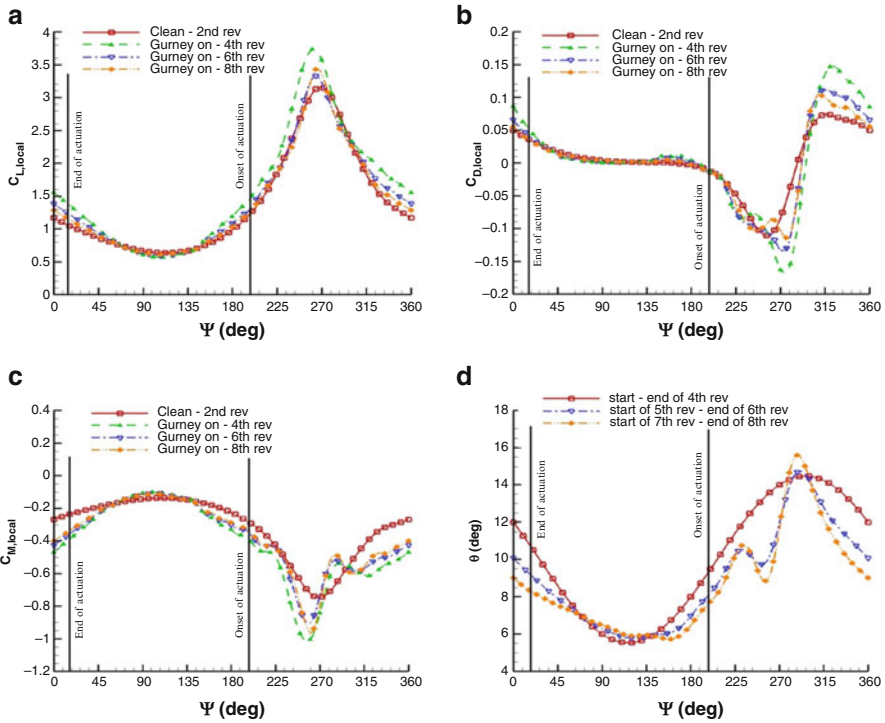 a
Clean - 2nd rev
Gurney on - 4th rev
Gurney on - 6th rev
Gurney on - 8th rev
4
3.5
3
2.5
2
1.5
1
0.5
0
C_L,local
End of actuation
Onset of actuation
0 45 90 135 180 225 270 315 360
Ψ (deg)
b
Clean - 2nd rev
Gurney on - 4th rev
Gurney on - 6th rev
Gurney on - 8th rev
0.2
0.15
0.1
0.05
0
−0.05
−0.1
−0.15
−0.2
C_D,local
End of actuation
Onset of actuation
0 45 90 135 180 225 270 315 360
Ψ (deg)
c
Clean - 2nd rev
Gurney on - 4th rev
Gurney on - 6th rev
Gurney on - 8th rev
0.4
0.2
0
−0.2
−0.4
−0.6
−0.8
−1
−1.2
C_M,local
End of actuation
Onset of actuation
0 45 90 135 180 225 270 315 360
Ψ (deg)
d
start - end of 4th rev
start of 5th rev - end of 6th rev
start of 7th rev - end of 8th rev
18
16
14
12
10
8
6
4
θ (deg)
End of actuation
Onset of actuation
0 45 90 135 180 225 270 315 360
Ψ (deg)